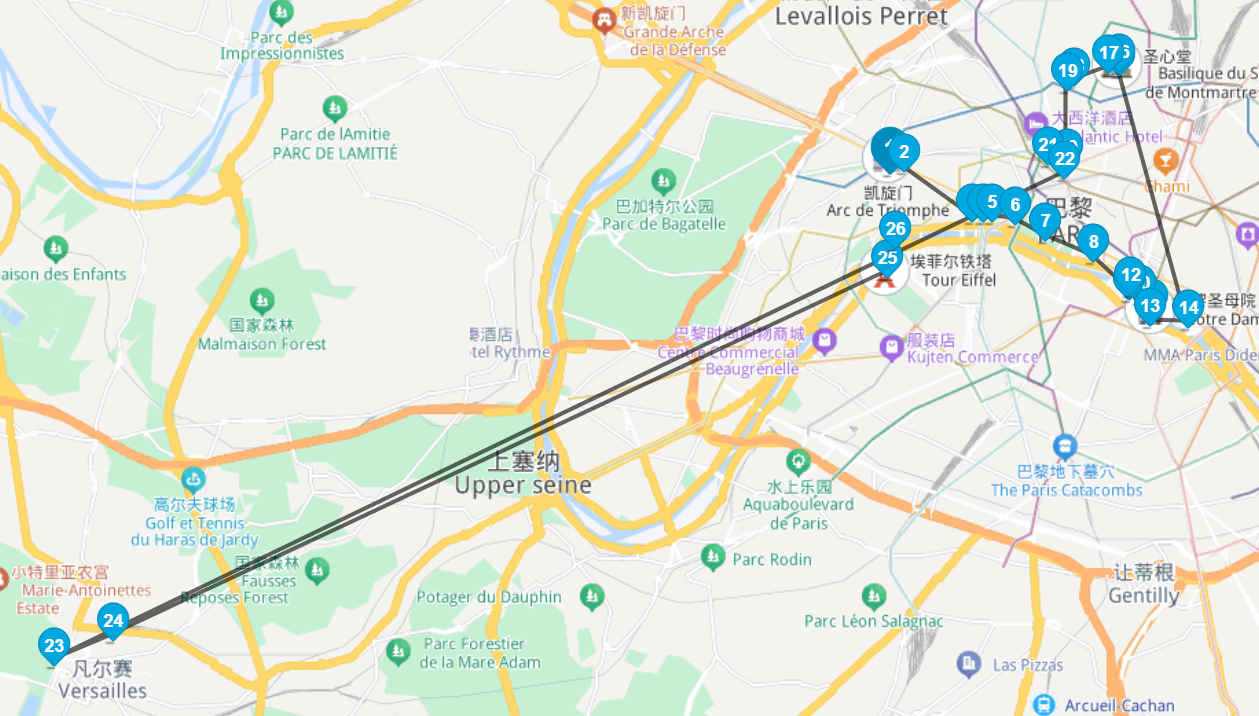 Levallois Perret
新凯旋门
Grande Arche
de la Défense
Parc des
Impressionnistes
17
19
圣心堂
Basilique du S
de Montmartre
Parc de lAmitie
PARC DE LAMITIÉ
大西洋酒店
lantic Hotel
2
21
22
Chami
凯旋门
Arc de Triomphe
巴加特尔公园
Parc de Bagatelle
5
6
7
8
巴黎
26
25
埃菲尔铁塔
Tour Eiffel
aison des Enfants
12
13
14
圣母院
otre Dam
国家森林
Malmaison Forest
酒店
tel Rythme
巴黎时尚购物商城
Centre Commercial
Beaugrenelle
服装店
Kujten Commerce
MMA Paris Dide
上塞纳
Upper seine
巴黎地下墓穴
The Paris Catacombs
水上乐园
Aquaboulevard
de Paris
高尔夫球场
Golf et Tennis
du Haras de Jardy
国家森林
Fausses
Reposes Forest
Parc Rodin
小特里亚农宫
Marie-Antoinettes
Estate
让蒂根
Gentilly
Potager du Dauphin
Parc Léon Salagnac
24
23
凡尔赛
Versailles
Parc Forestier
de la Mare Adam
Las Pizzas
Arcueil Cachan